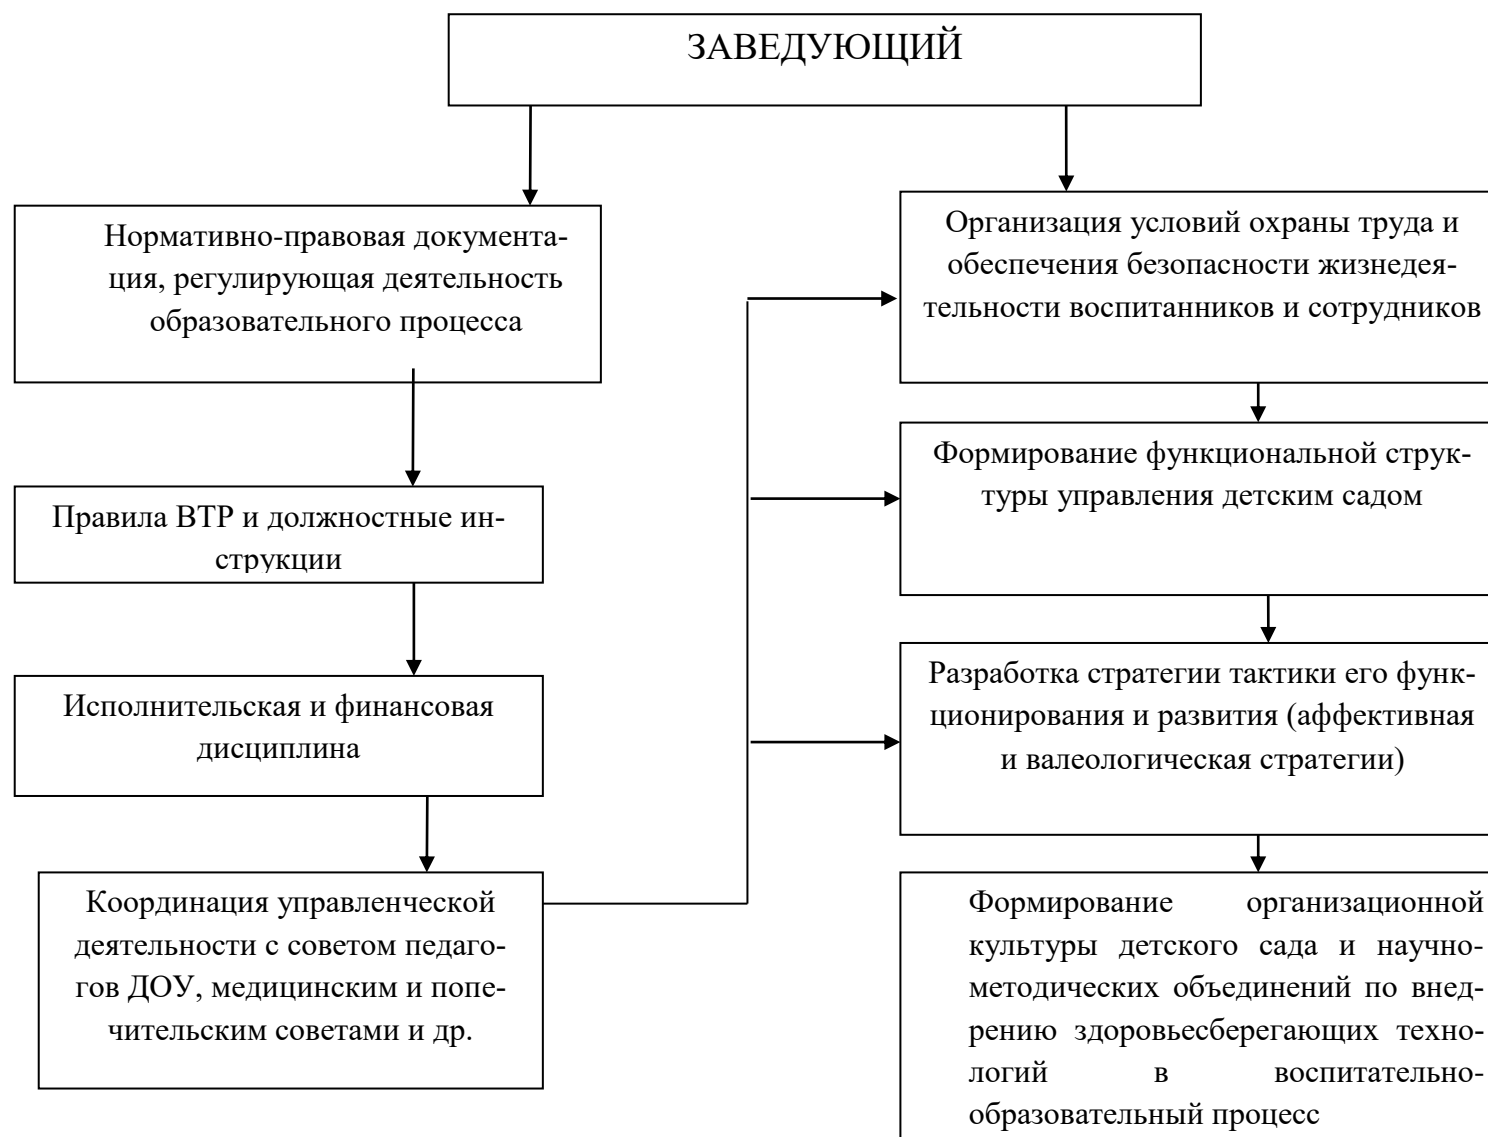 ЗАВЕДУЮЩИЙ
Нормативно-правовая документа-
ция, регулирующая деятельность
образовательного процесса
Правила ВТР и должностные ин-
струкции
Исполнительская и финансовая
дисциплина
Координация управленческой
деятельности с советом педаго-
гов ДОУ, медицинским и попе-
чительским советами и др.
Организация условий охраны труда и
обеспечения безопасности жизнедея-
тельности воспитанников и сотрудников
Формирование функциональной струк-
туры управления детским садом
Разработка стратегии тактики его функ-
ционирования и развития (аффективная
и валеологическая стратегии)
Формирование организационной
культуры детского сада и научно-
методических объединений по внед-
рению здоровьесберегающих техно-
логий в воспитательно-
образовательный процесс